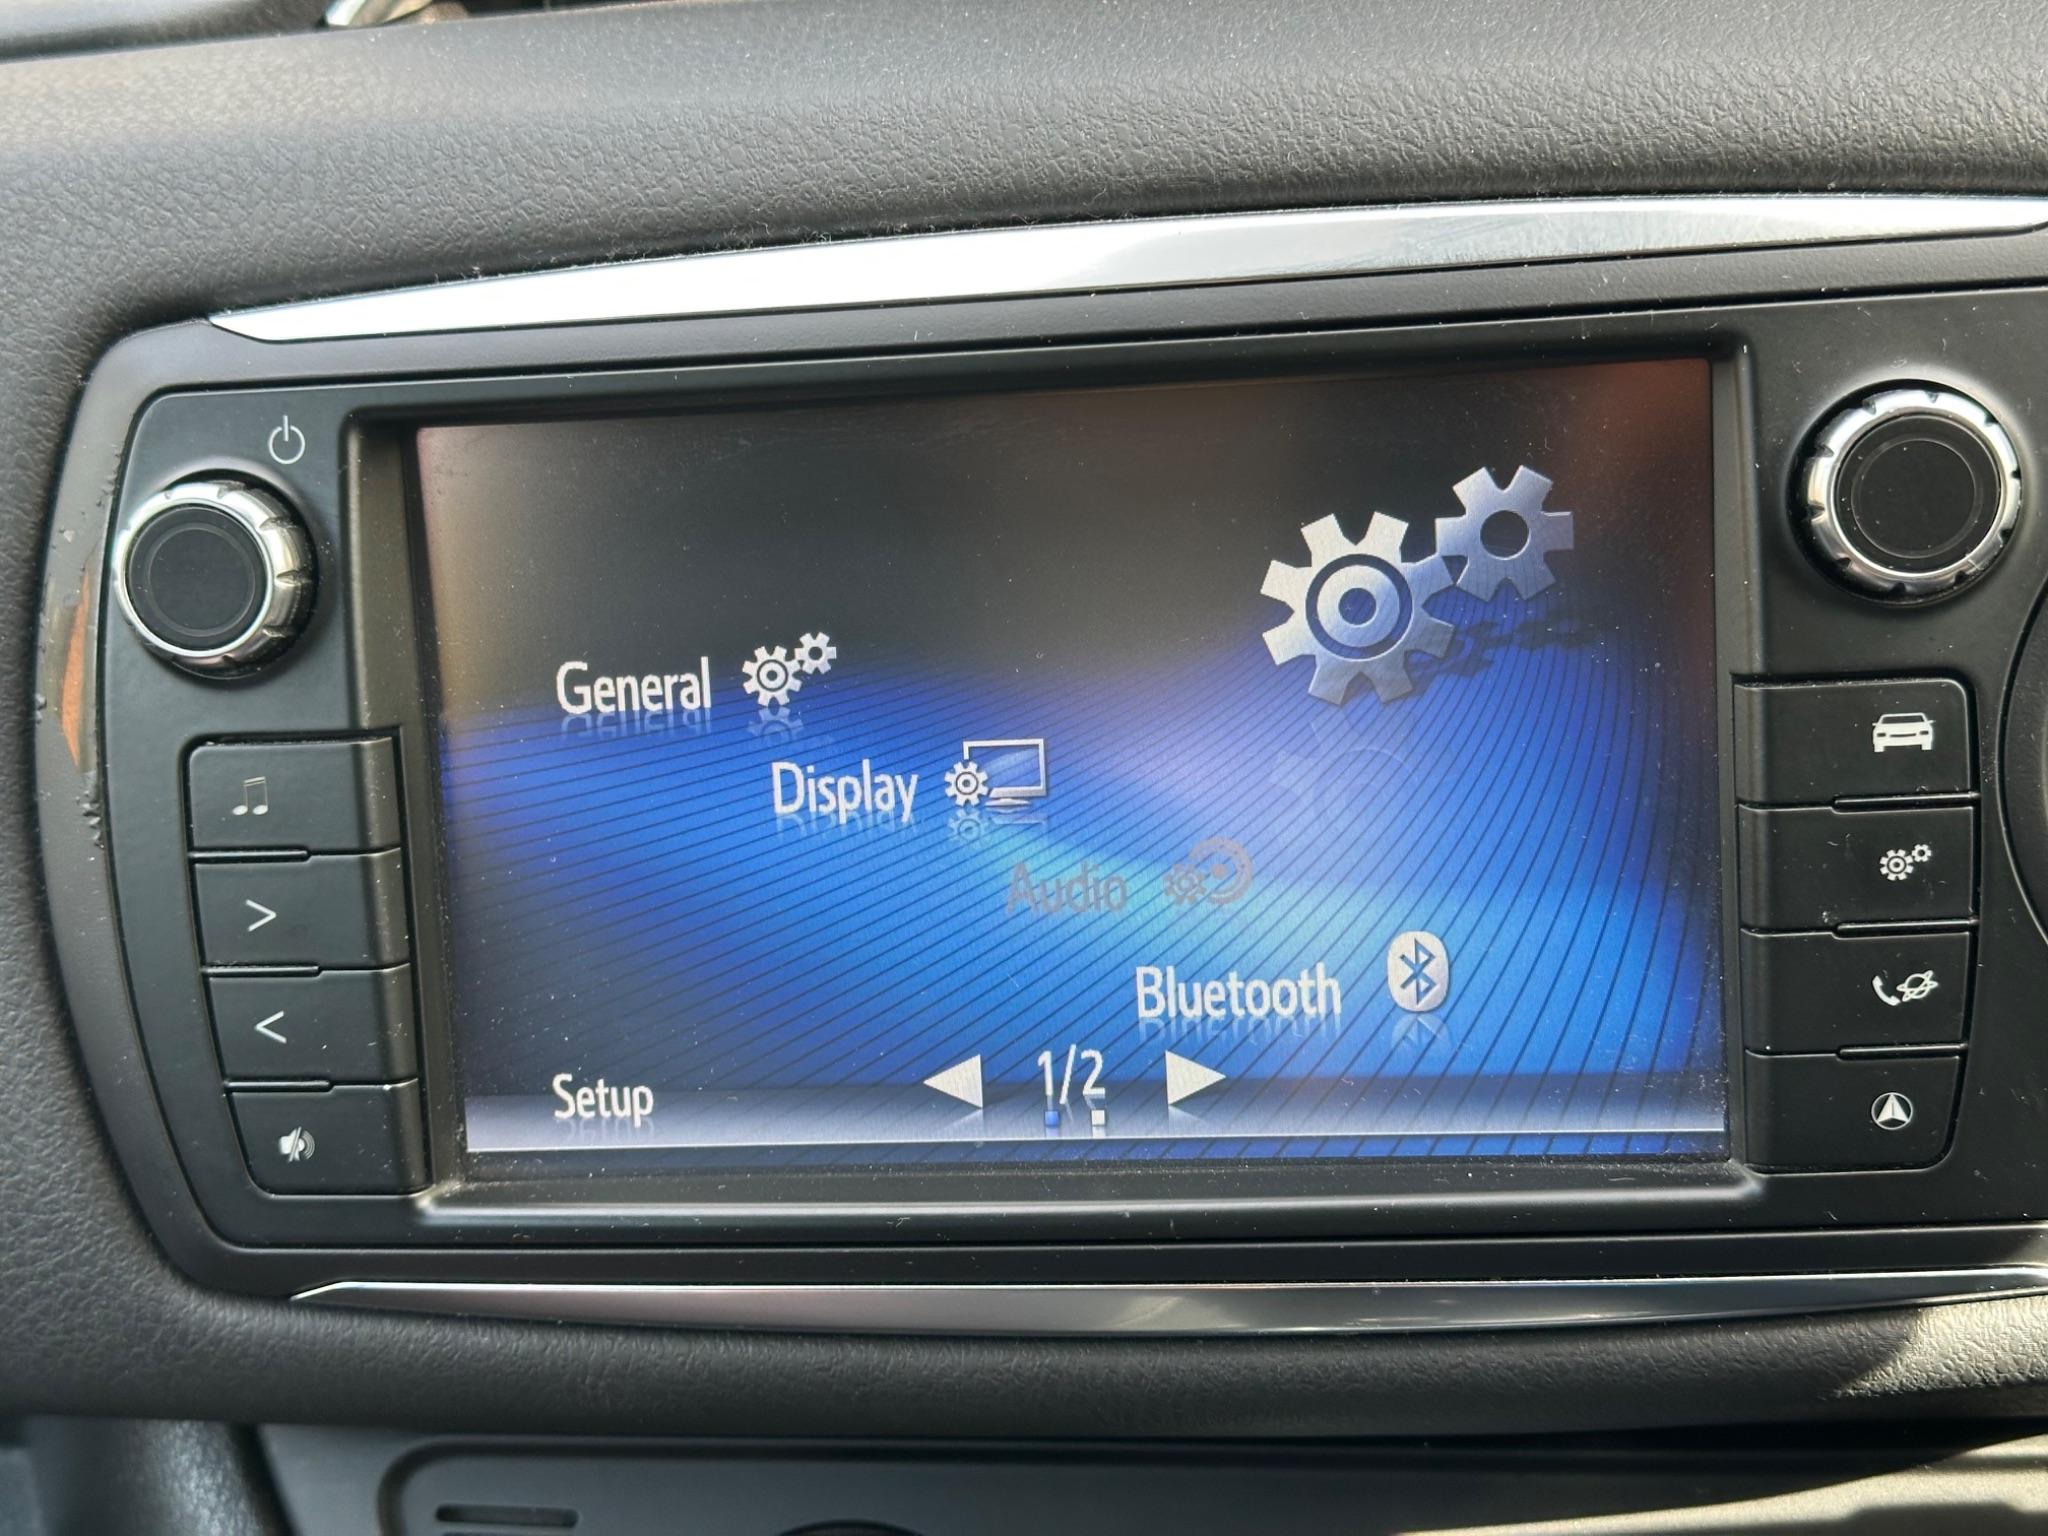 General
Display
Audio
Bluetooth
Setup
1/2